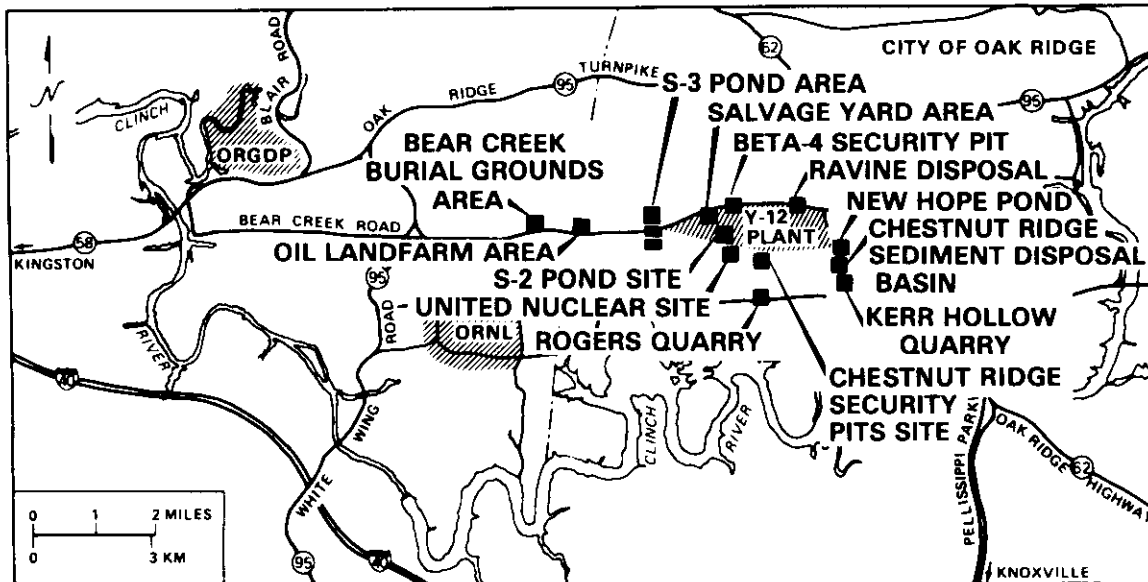 62
CITY OF OAK RIDGE
BLAIR ROAD
TURNPIKE
95
RIDGE
OAK
S-3 POND AREA
SALVAGE YARD AREA
95
N
CLINCH
ORGDP
BEAR CREEK
BURIAL GROUNDS
AREA
BETA-4 SECURITY PIT
RAVINE DISPOSAL
Y-12
PLANT
NEW HOPE POND
CHESTNUT RIDGE
SEDIMENT DISPOSAL
BASIN
BEAR CREEK ROAD
58
KINGSTON
OIL LANDFARM AREA
S-2 POND SITE
95
UNITED NUCLEAR SITE
ROAD
ORNL
ROGERS QUARRY
KERR HOLLOW
QUARRY
RIVER
40
CHESTNUT RIDGE
SECURITY
PITS SITE
WING
WHITE
CLINCH
RIVER
PELLISSIPPI PARK
OAK RIDGE
62
HIGHWAY
0 1 2 MILES
0 3 KM
95
40
KNOXVILLE